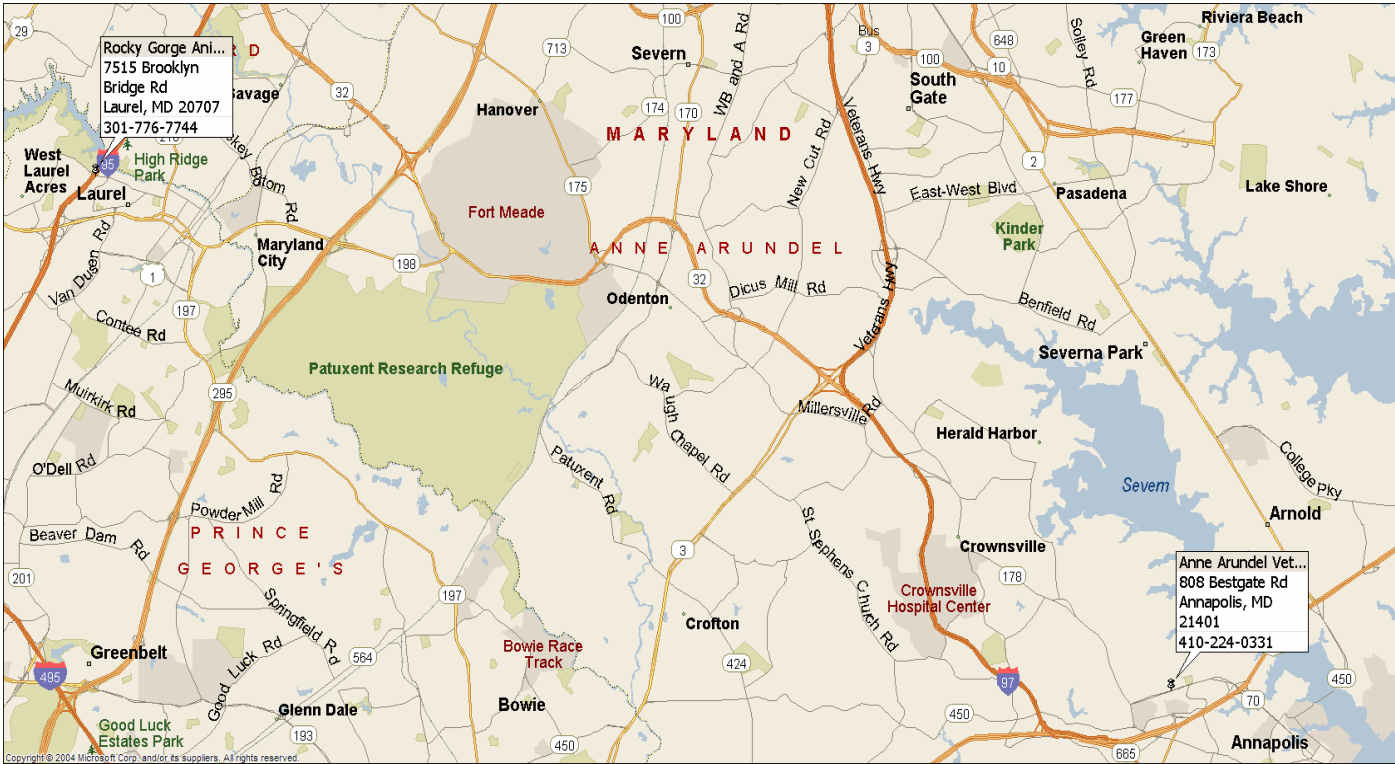 29
Rocky Gorge Ani...
7515 Brooklyn
Bridge Rd
Laurel, MD 20707
301-776-7744
R D
Savage
32
713
100
Severn
WB and A Rd
Bus
3
100
648
10
Solley Rd
Riviera Beach
Green
Haven
173
177
South
Gate
Hanover
174
170
MARYLAND
Veterans Hwy
New Cut Rd
2
West
Laurel
Acres
95
High Ridge
Park
Laurel
Rd
175
East-West Blvd
Pasadena
Lake Shore
Fort Meade
Kinder
Park
Maryland
City
ANNE ARUNDEL
198
32
Van Dusen Rd
1
197
Odenton
Dicus Mill Rd
Veterans Hwy
Benfield Rd
Contee Rd
Severna Park
Patuxent Research Refuge
295
Muirkirk Rd
Waugh Chapel Rd
Millersville Rd
Herald Harbor
O'Dell Rd
Patuxent Rd
College Pky
Severn
Powder Mill Rd
Arnold
Beaver Dam Rd
PRINCE
GEORGE'S
St Stephens Church Rd
3
Crownsville
Anne Arundel Vet...
808 Bestgate Rd
Annapolis, MD
21401
410-224-0331
201
178
197
Crownsville
Hospital Center
Springfield Rd
Crofton
Greenbelt
Good Luck Rd
564
Bowie Race
Track
424
495
97
450
70
Glenn Dale
Bowie
450
Good Luck
Estates Park
193
450
665
Annapolis
Copyright © 2004 Microsoft Corp. and/or its suppliers. All rights reserved.